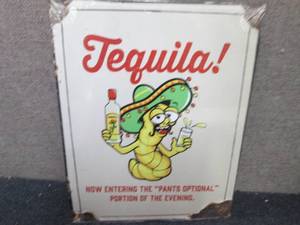 Tequila!
NOW ENTERING THE "PANTS OPTIONAL"
PORTION OF THE EVENING.